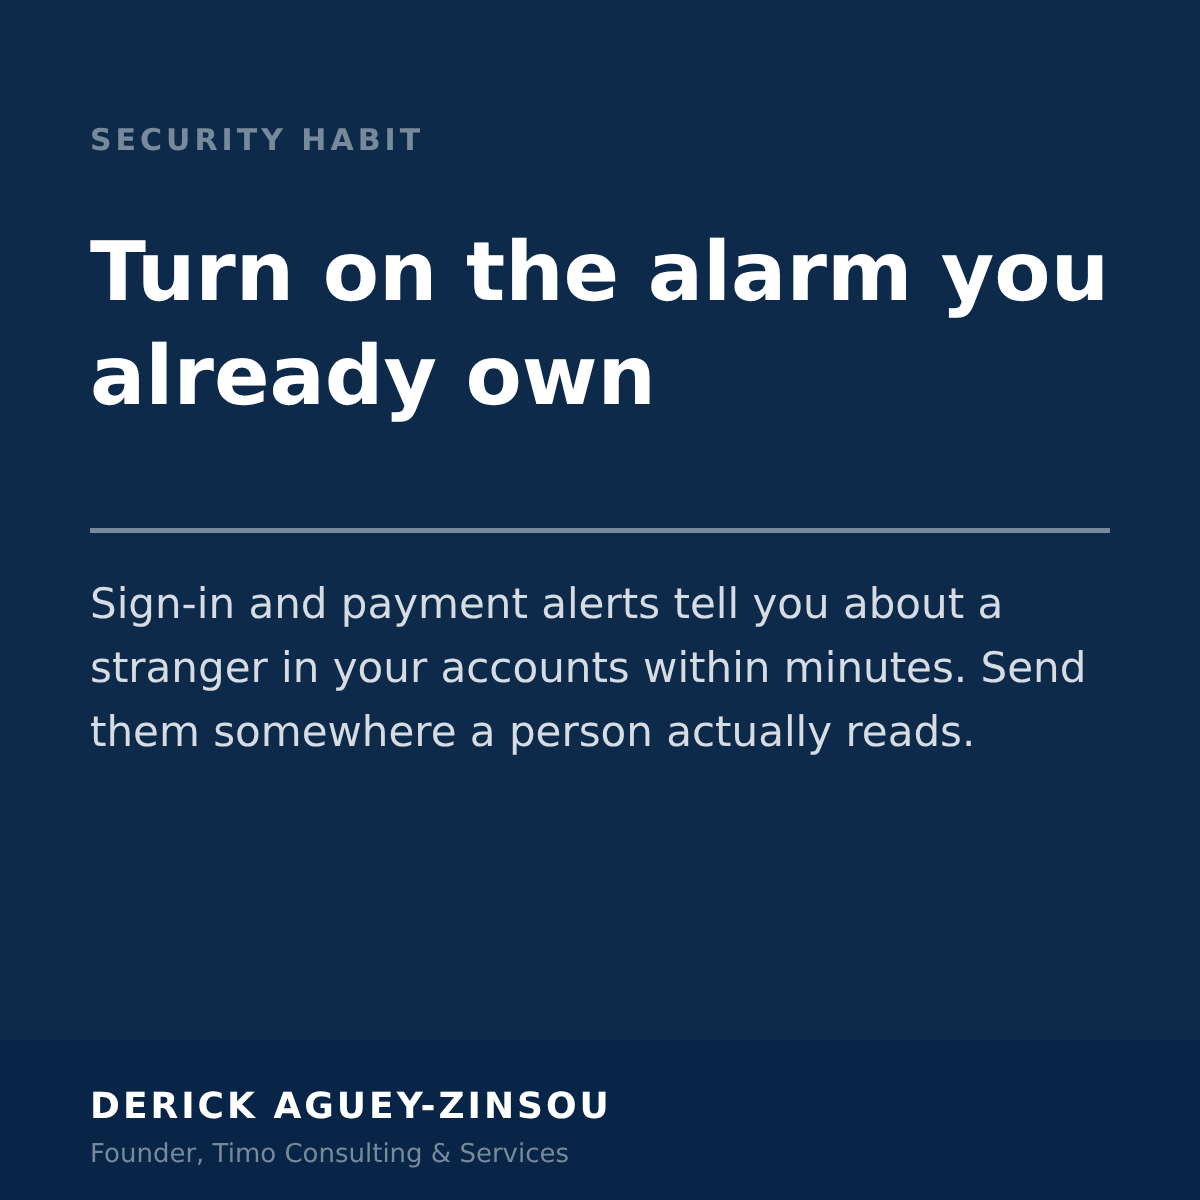 SECURITY HABIT
Turn on the alarm you
already own
Sign-in and payment alerts tell you about a
stranger in your accounts within minutes. Send
them somewhere a person actually reads.
DERICK AGUEY-ZINSOU
Founder, Timo Consulting & Services